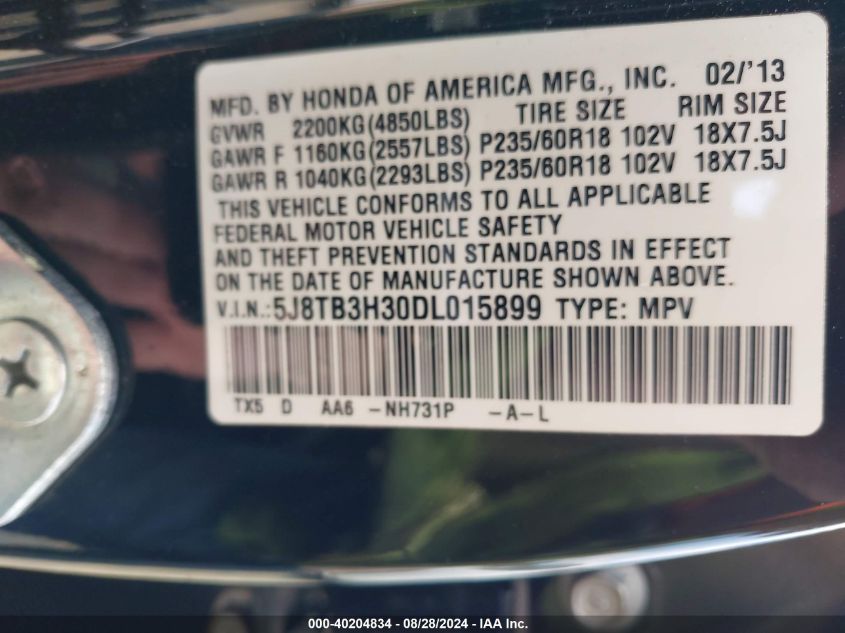 MFD. BY HONDA OF AMERICA MFG., INC. 02/'13
GVWR 2200KG(4850LBS) TIRE SIZE RIM SIZE
GAWR F 1160KG(2557LBS) P235/60R18 102V 18X7.5J
GAWR R 1040KG(2293LBS) P235/60R18 102V 18X7.5J
THIS VEHICLE CONFORMS TO ALL APPLICABLE
FEDERAL MOTOR VEHICLE SAFETY
AND THEFT PREVENTION STANDARDS IN EFFECT
ON THE DATE OF MANUFACTURE SHOWN ABOVE.
V.I.N.:5J8TB3H30DL015899 TYPE: MPV
TX5 D AA6 -NH731P -A-L
000-40204834 - 08/28/2024 - IAA Inc.